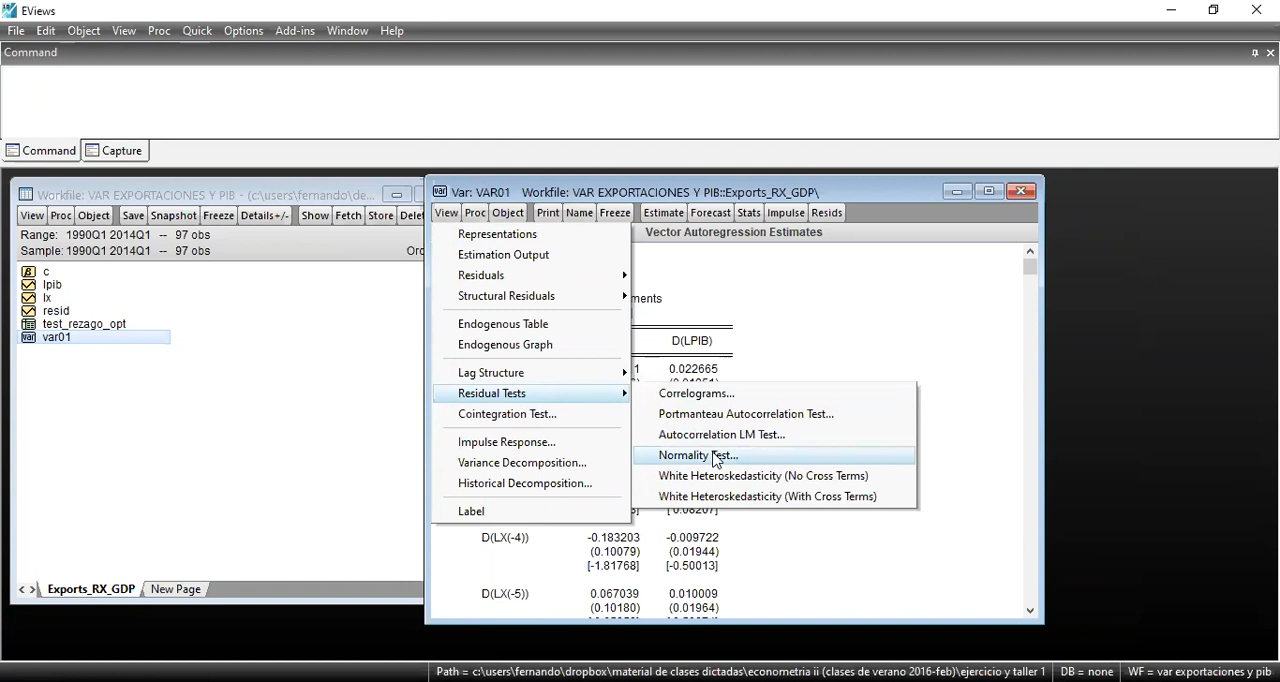 EViews
File Edit Object View Proc Quick Options Add-ins Window Help
Command
Command Capture
Workfile: VAR EXPORTACIONES Y PIB - (c:\users\fernando\de...
View Proc Object Save Snapshot Freeze Details+/- Show Fetch Store Delet
Range: 1990Q1 2014Q1 -- 97 obs
Sample: 1990Q1 2014Q1 -- 97 obs Ord
c
lpib
lx
resid
test_rezago_opt
var01
Exports_RX_GDP New Page
Var: VAR01 Workfile: VAR EXPORTACIONES Y PIB::Exports_RX_GDP\
View Proc Object Print Name Freeze Estimate Forecast Stats Impulse Resids
Vector Autoregression Estimates
Representations
Estimation Output
Residuals
Structural Residuals
Endogenous Table
Endogenous Graph
Lag Structure
Residual Tests
Cointegration Test...
Impulse Response...
Variance Decomposition...
Historical Decomposition...
Label
Correlograms...
Portmanteau Autocorrelation Test...
Autocorrelation LM Test...
Normality Test...
White Heteroskedasticity (No Cross Terms)
White Heteroskedasticity (With Cross Terms)
ments
D(LPIB)
1 0.022665
[ 0.08207]
D(LX(-4)) -0.183203 -0.009722
(0.10079) (0.01944)
[-1.81768] [-0.50013]
D(LX(-5)) 0.067039 0.010009
(0.10180) (0.01964)
Path = c:\users\fernando\dropbox\material de clases dictadas\econometria ii (clases de verano 2016-feb)\ejercicio y taller 1 DB = none WF = var exportaciones y pib